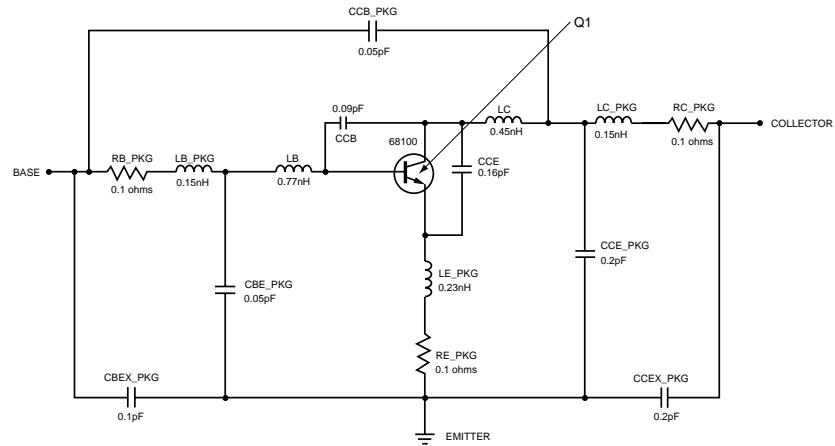 CCB_PKG
0.05pF
Q1
0.09pF
CCB
LC
0.45nH
LC_PKG
0.15nH
RC_PKG
0.1 ohms
COLLECTOR
68100
CCE
0.16pF
BASE
RB_PKG
0.1 ohms
LB_PKG
0.15nH
LB
0.77nH
CCE_PKG
0.2pF
CBE_PKG
0.05pF
LE_PKG
0.23nH
RE_PKG
0.1 ohms
CBEX_PKG
0.1pF
CCEX_PKG
0.2pF
EMITTER